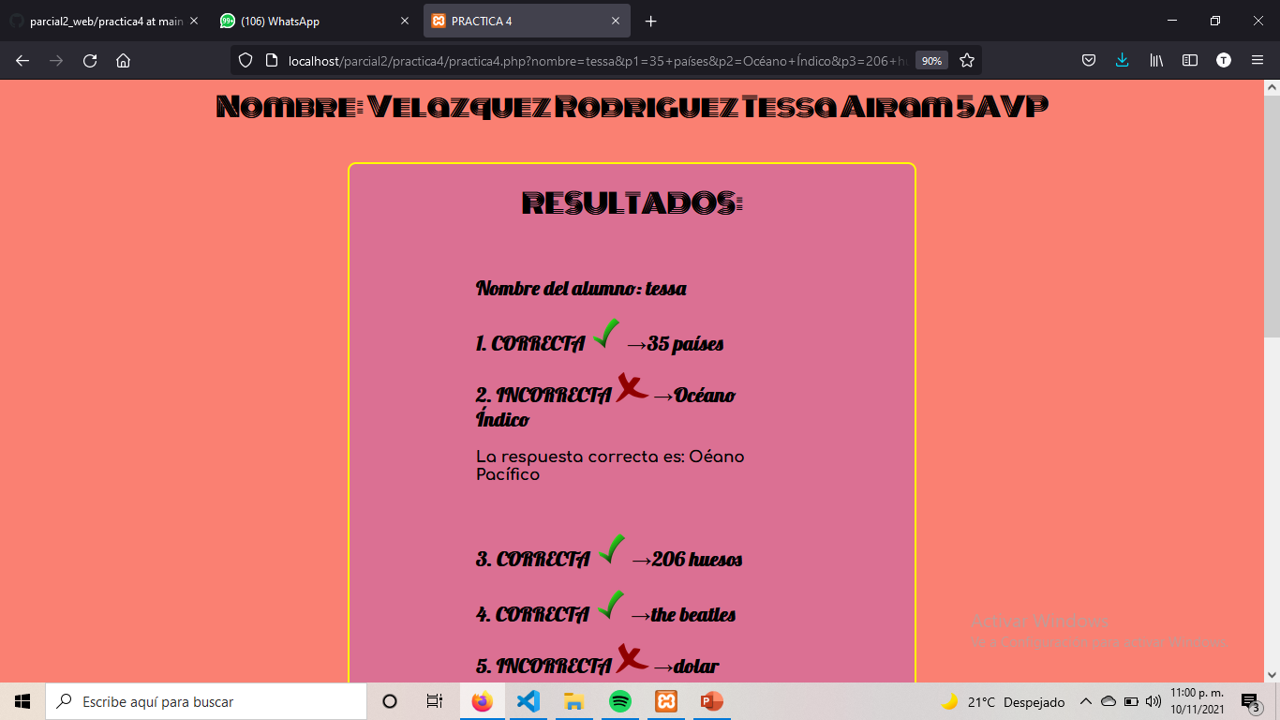 parcial2_web/practica4 at main
99+
(106) WhatsApp
PRACTICA 4
localhost/parcial2/practica4/practica4.php?nombre=tessa&p1=35+países&p2=Océano+Índico&p3=206+hu
90%
T
Nombre: Velazquez Rodriguez Tessa Airam 5AVP
RESULTADOS:
Nombre del alumno: tessa
1. CORRECTA →35 países
2. INCORRECTA →Océano
Índico
La respuesta correcta es: Oéano
Pacífico
3. CORRECTA →206 huesos
4. CORRECTA →the beatles
5. INCORRECTA →dolar
Activar Windows
Ve a Configuración para activar Windows.
Escribe aquí para buscar
21°C Despejado
11:00 p. m.
10/11/2021
3